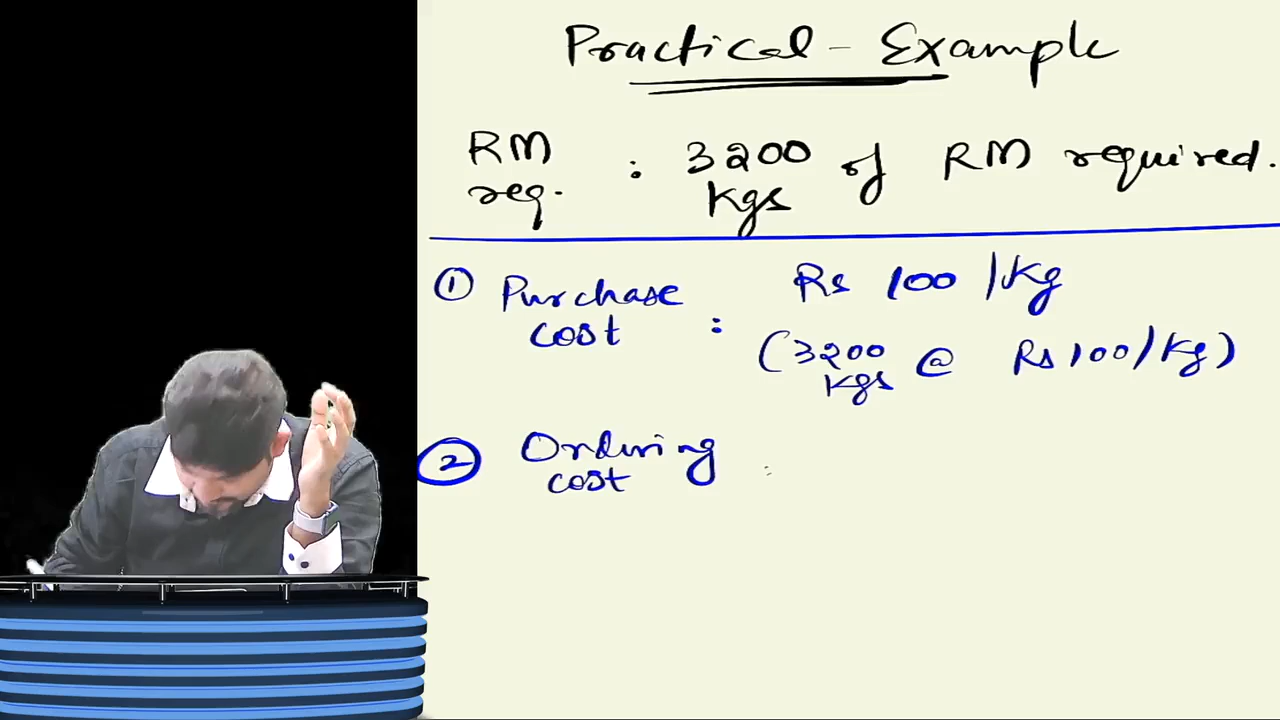 Practical - Example
RM req. : 3200 kgs of RM required.
① Purchase cost : Rs 100 /Kg
(3200 kgs @ Rs 100/Kg)
② Ordering cost :